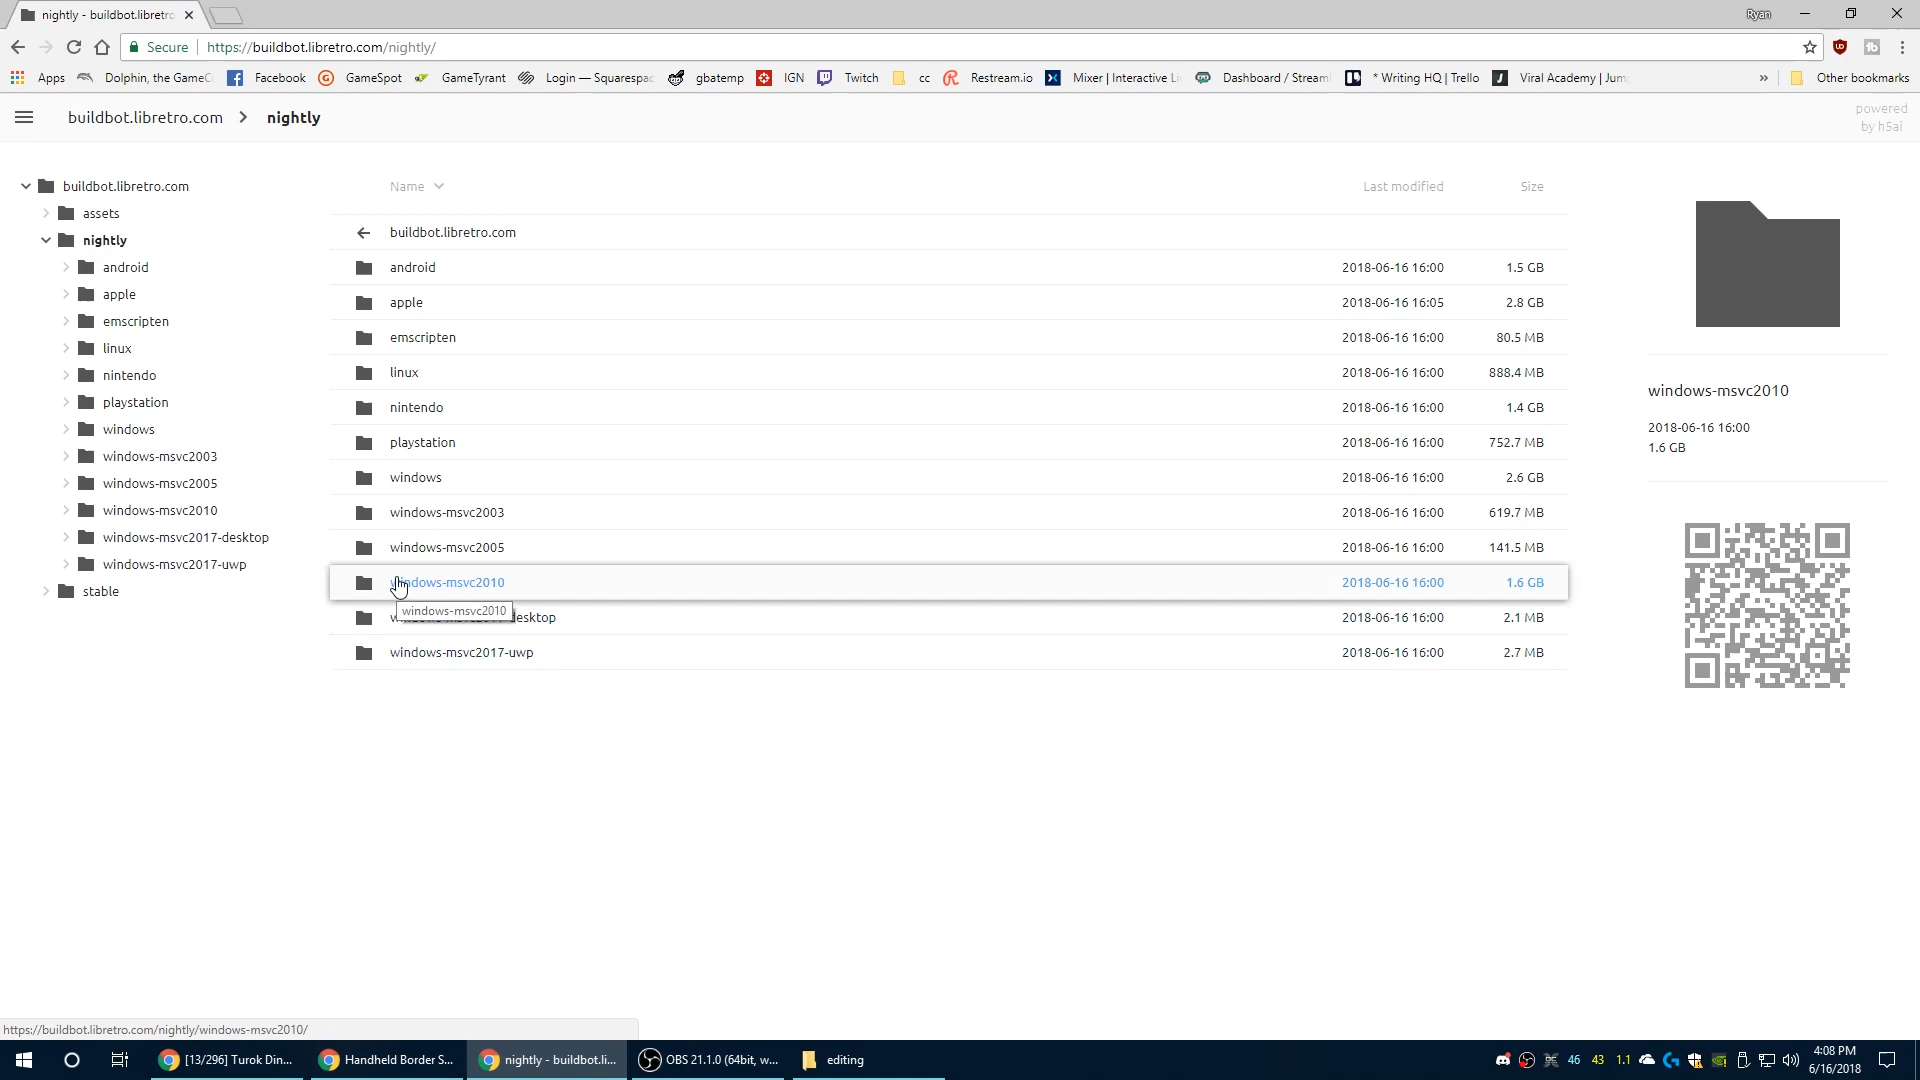 nightly - buildbot.libretro
Ryan
Secure
https://buildbot.libretro.com/nightly/
Apps
Dolphin, the GameC
Facebook
GameSpot
GameTyrant
Login — Squarespac
gbatemp
IGN
Twitch
cc
Restream.io
Mixer | Interactive Li
Dashboard / Stream
* Writing HQ | Trello
Viral Academy | Jum
»
Other bookmarks
buildbot.libretro.com
nightly
powered
by h5ai
buildbot.libretro.com
assets
nightly
android
apple
emscripten
linux
nintendo
playstation
windows
windows-msvc2003
windows-msvc2005
windows-msvc2010
windows-msvc2017-desktop
windows-msvc2017-uwp
stable
Name Last modified Size
buildbot.libretro.com
android 2018-06-16 16:00 1.5 GB
apple 2018-06-16 16:05 2.8 GB
emscripten 2018-06-16 16:00 80.5 MB
linux 2018-06-16 16:00 888.4 MB
nintendo 2018-06-16 16:00 1.4 GB
playstation 2018-06-16 16:00 752.7 MB
windows 2018-06-16 16:00 2.6 GB
windows-msvc2003 2018-06-16 16:00 619.7 MB
windows-msvc2005 2018-06-16 16:00 141.5 MB
windows-msvc2010 2018-06-16 16:00 1.6 GB
windows-msvc2010
desktop 2018-06-16 16:00 2.1 MB
windows-msvc2017-uwp 2018-06-16 16:00 2.7 MB
windows-msvc2010
2018-06-16 16:00
1.6 GB
https://buildbot.libretro.com/nightly/windows-msvc2010/
[13/296] Turok Din...
Handheld Border S...
nightly - buildbot.li...
OBS 21.1.0 (64bit, w...
editing
46
43
1.1
4:08 PM
6/16/2018